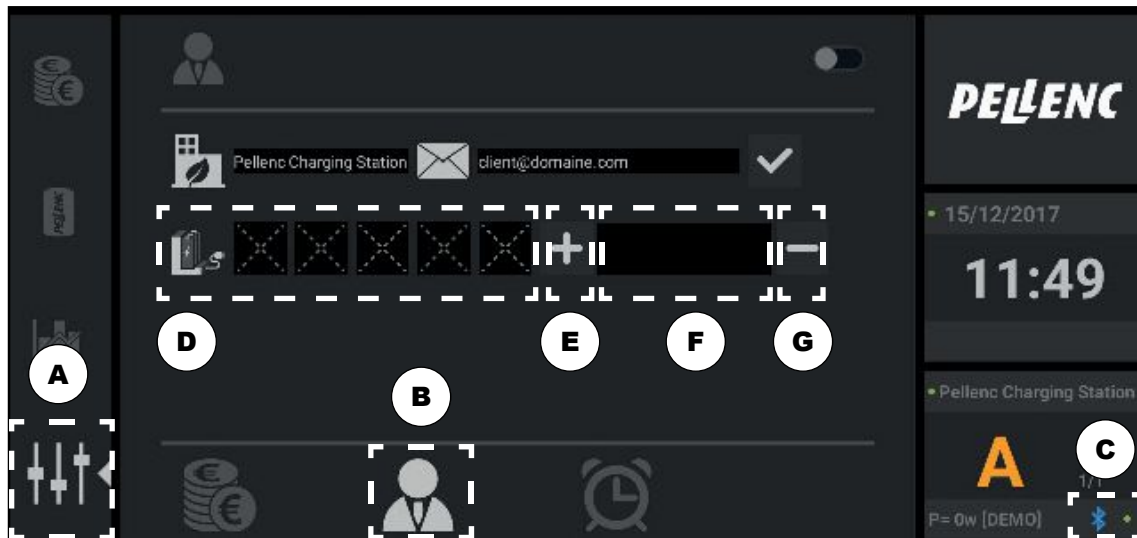 PELLENC
Pellenc Charging Station
client@domaine.com
PELLENC
15/12/2017
11:49
D
E
F
G
A
B
Pellenc Charging Station
A
1/1
C
P= 0w [DEMO]